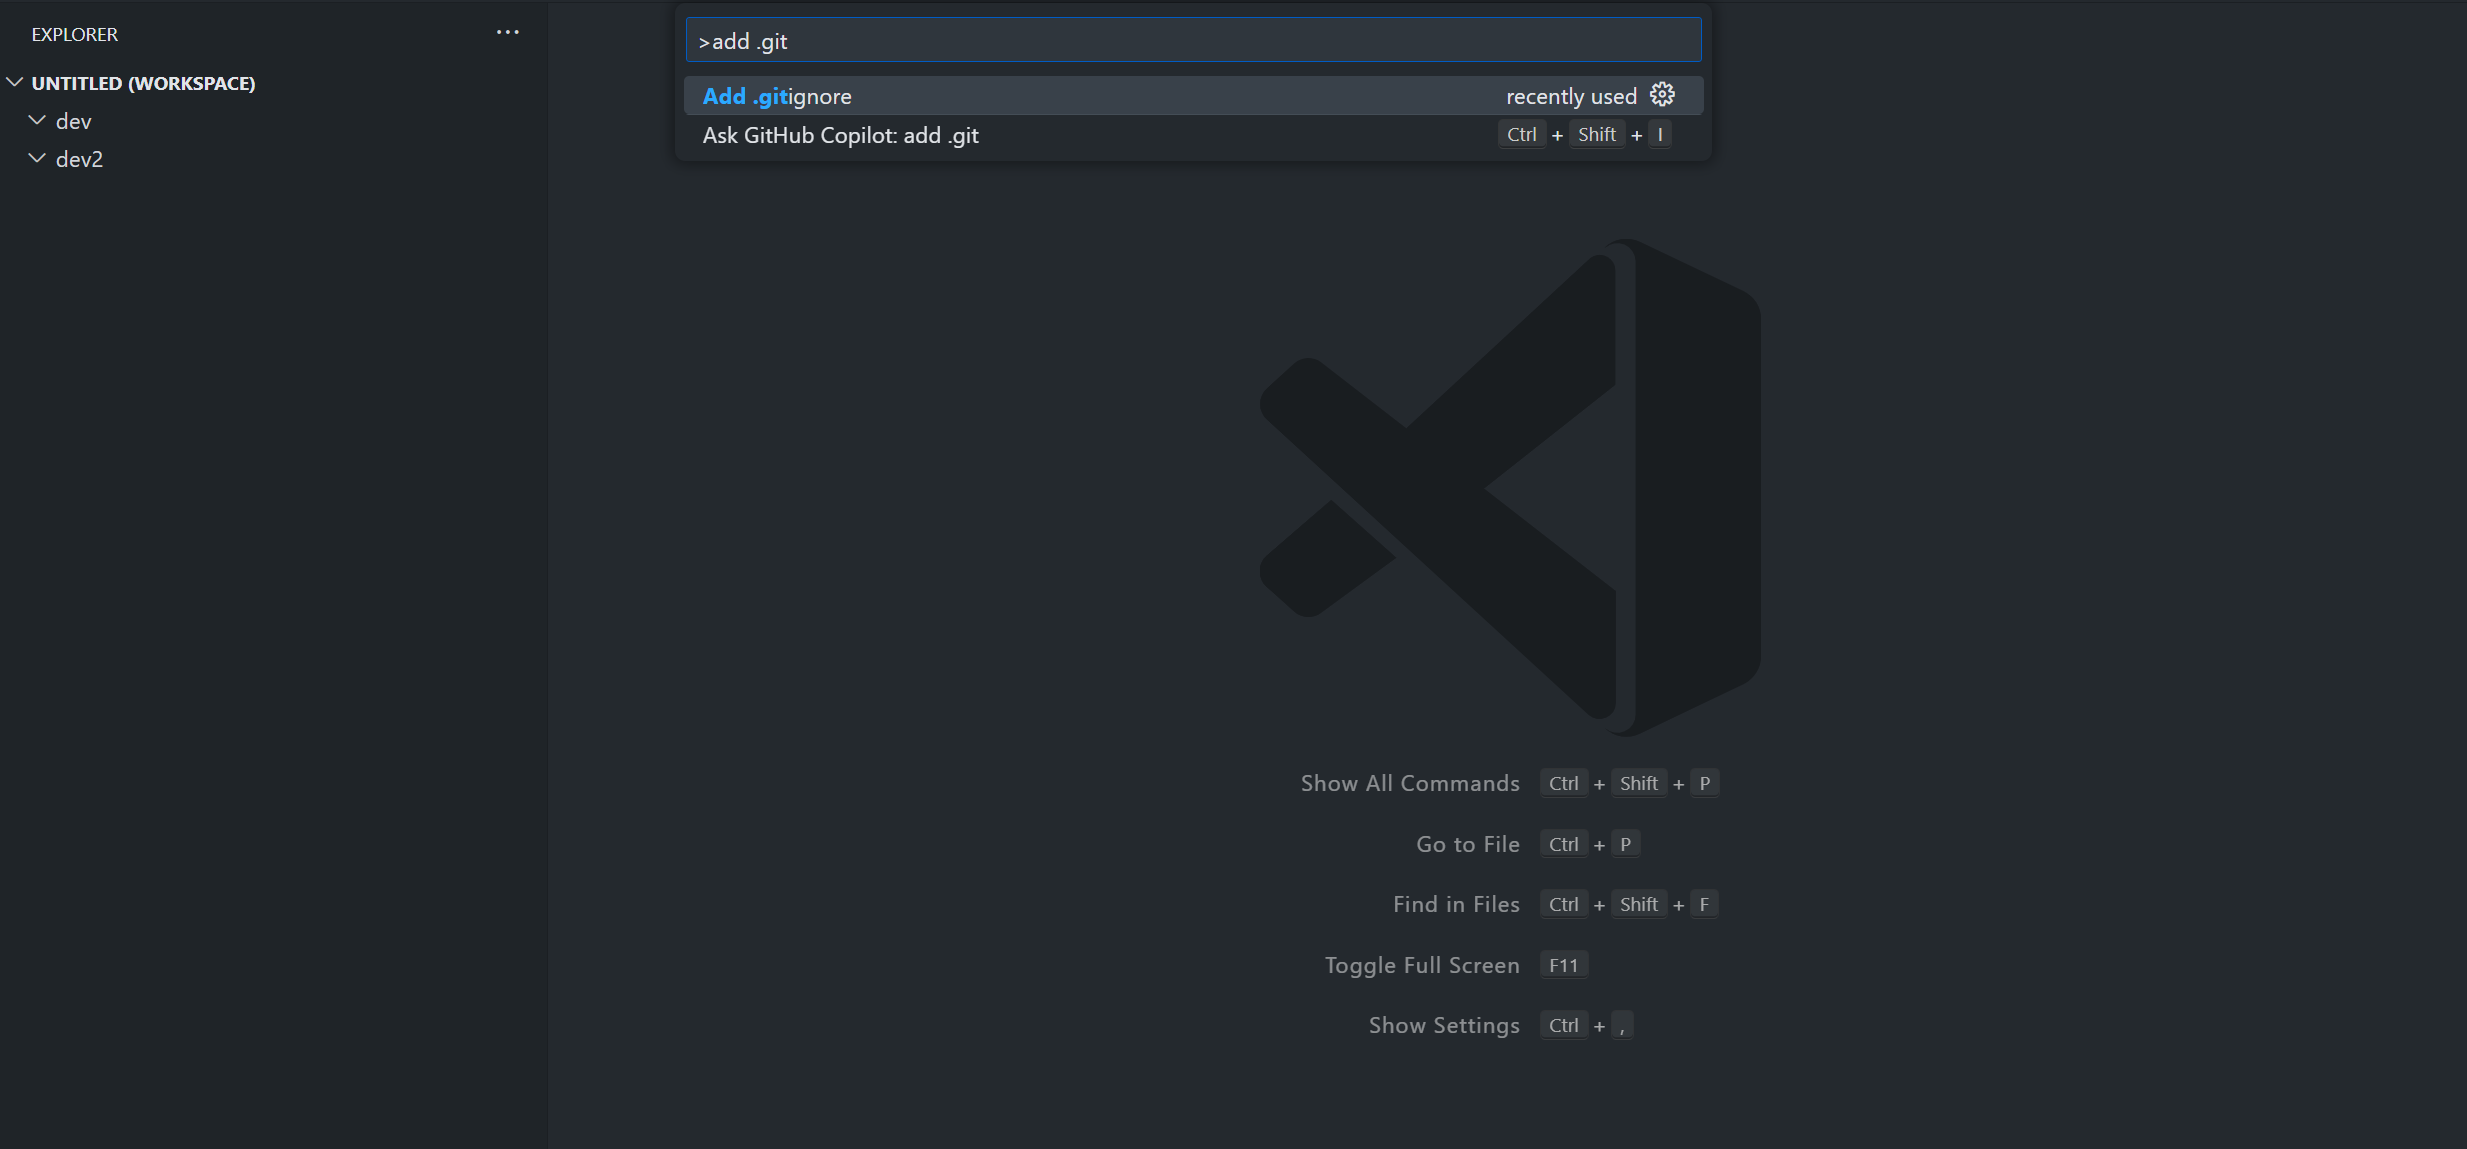 EXPLORER
UNTITLED (WORKSPACE)
dev
dev2
>add .git
Add .gitignore recently used
Ask GitHub Copilot: add .git Ctrl + Shift + I
Show All Commands Ctrl + Shift + P
Go to File Ctrl + P
Find in Files Ctrl + Shift + F
Toggle Full Screen F11
Show Settings Ctrl + ,